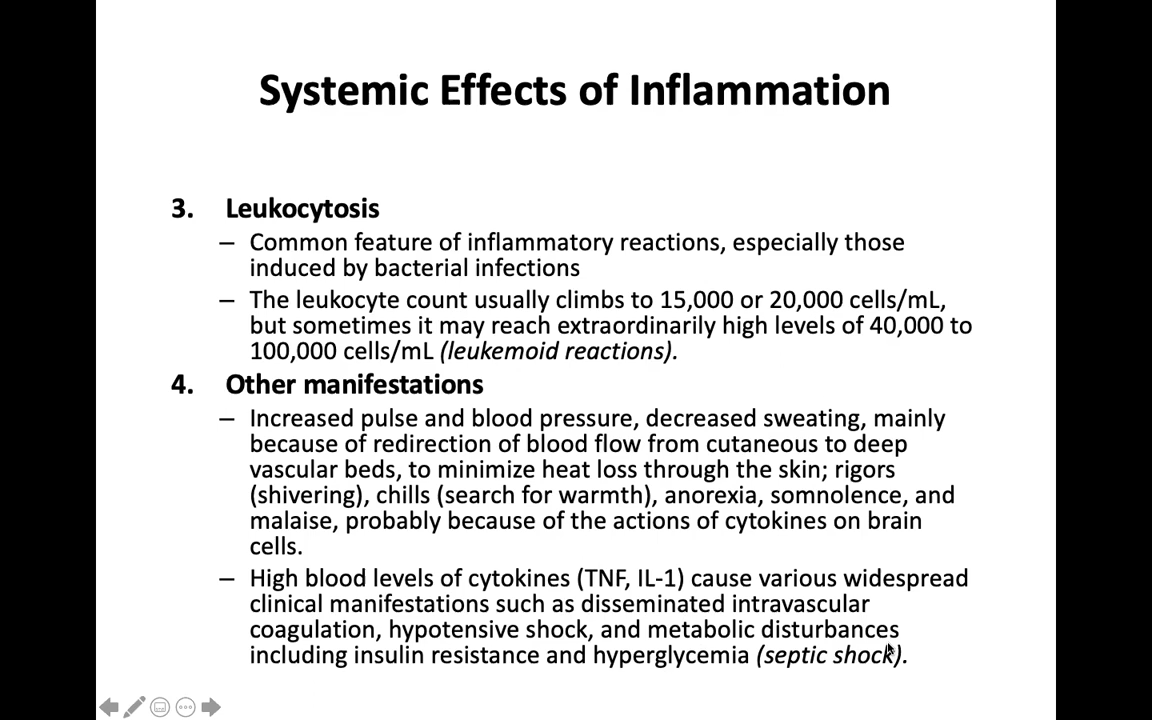 Systemic Effects of Inflammation
3. Leukocytosis
– Common feature of inflammatory reactions, especially those
induced by bacterial infections
– The leukocyte count usually climbs to 15,000 or 20,000 cells/mL,
but sometimes it may reach extraordinarily high levels of 40,000 to
100,000 cells/mL (leukemoid reactions).
4. Other manifestations
– Increased pulse and blood pressure, decreased sweating, mainly
because of redirection of blood flow from cutaneous to deep
vascular beds, to minimize heat loss through the skin; rigors
(shivering), chills (search for warmth), anorexia, somnolence, and
malaise, probably because of the actions of cytokines on brain
cells.
– High blood levels of cytokines (TNF, IL-1) cause various widespread
clinical manifestations such as disseminated intravascular
coagulation, hypotensive shock, and metabolic disturbances
including insulin resistance and hyperglycemia (septic shock).